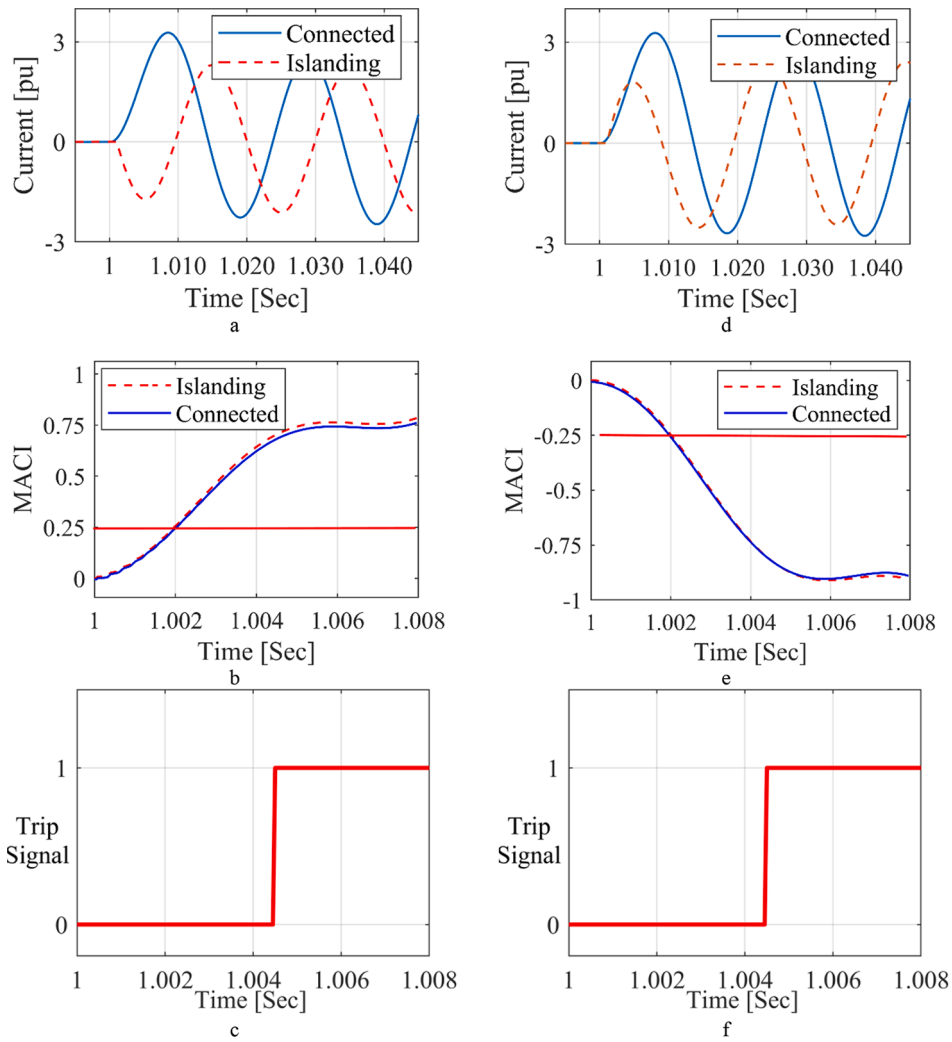 Current [pu]
3
0
-3
Connected
Islanding
1 1.010 1.020 1.030 1.040
Time [Sec]
a
Current [pu]
3
0
-3
Connected
Islanding
1 1.010 1.020 1.030 1.040
Time [Sec]
d
MACI
1
0.75
0.5
0.25
0
Islanding
Connected
1 1.002 1.004 1.006 1.008
Time [Sec]
b
MACI
0
-0.25
-0.5
-0.75
-1
Islanding
Connected
1 1.002 1.004 1.006 1.008
Time [Sec]
e
1
Trip
Signal
0
1 1.002 1.004 1.006 1.008
Time [Sec]
c
1
Trip
Signal
0
1 1.002 1.004 1.006 1.008
Time [Sec]
f